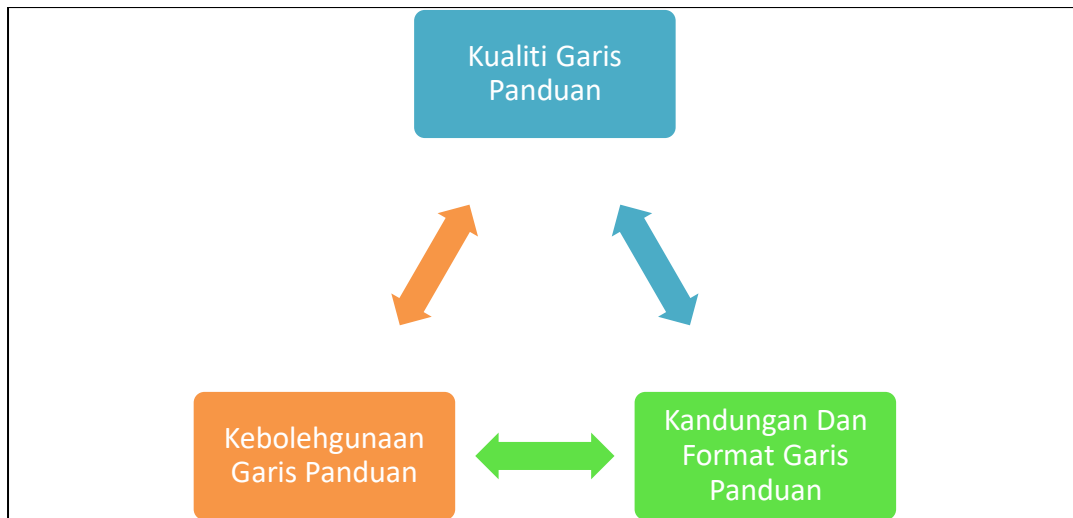 Kualiti Garis
Panduan
Kebolehgunaan
Garis Panduan
Kandungan Dan
Format Garis
Panduan